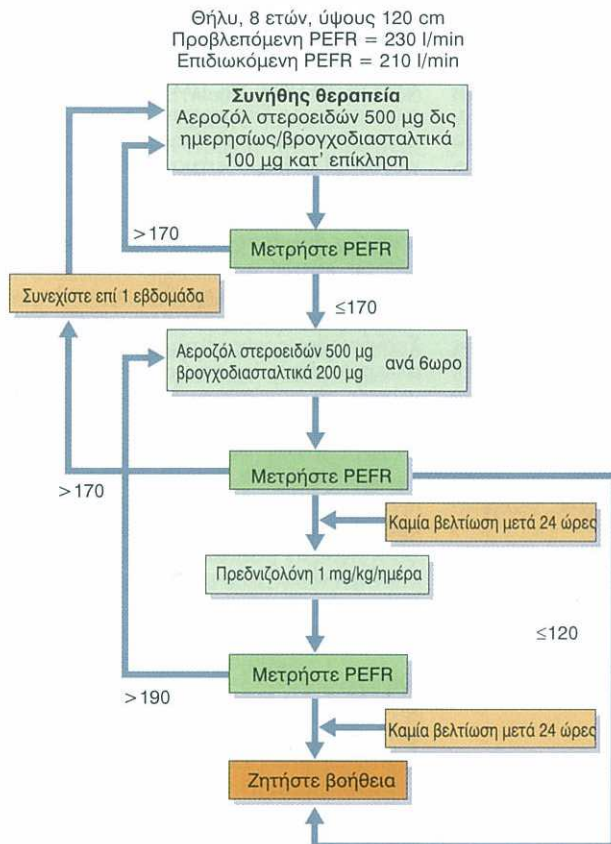 Θήλυ, 8 ετών, ύψους 120 cm
Προβλεπόμενη PEFR = 230 l/min
Επιδιωκόμενη PEFR = 210 l/min
Συνήθης θεραπεία
Αεροζόλ στεροειδών 500 μg δις
ημερησίως/βρογχοδιασταλτικά
100 μg κατ’ επίκληση
>170
Μετρήστε PEFR
Συνεχίστε επί 1 εβδομάδα
≤170
Αεροζόλ στεροειδών 500 μg
βρογχοδιασταλτικά 200 μg
ανά 6ωρο
Μετρήστε PEFR
>170
Καμία βελτίωση μετά 24 ώρες
Πρεδνιζολόνη 1 mg/kg/ημέρα
≤120
Μετρήστε PEFR
>190
Καμία βελτίωση μετά 24 ώρες
Ζητήστε βοήθεια